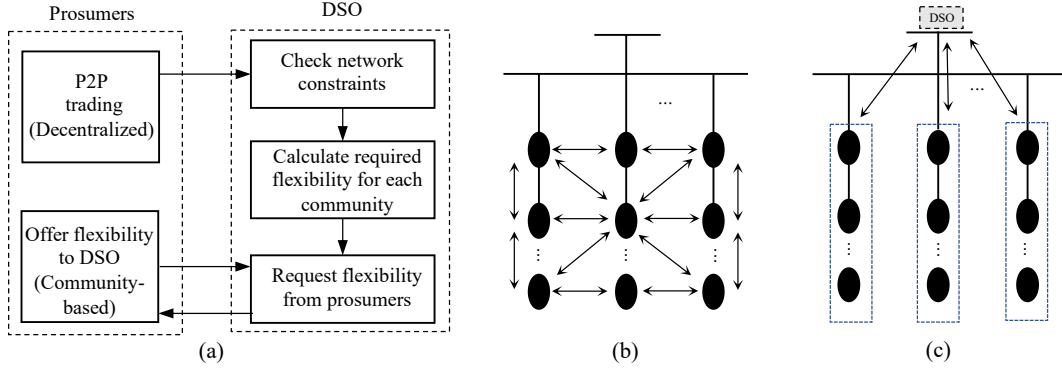 Prosumers
DSO
P2P
trading
(Decentralized)
Check network
constraints
Calculate required
flexibility for each
community
Offer flexibility
to DSO
(Community-
based)
Request flexibility
from prosumers
(a)
...
...
...
...
(b)
DSO
...
...
...
...
(c)